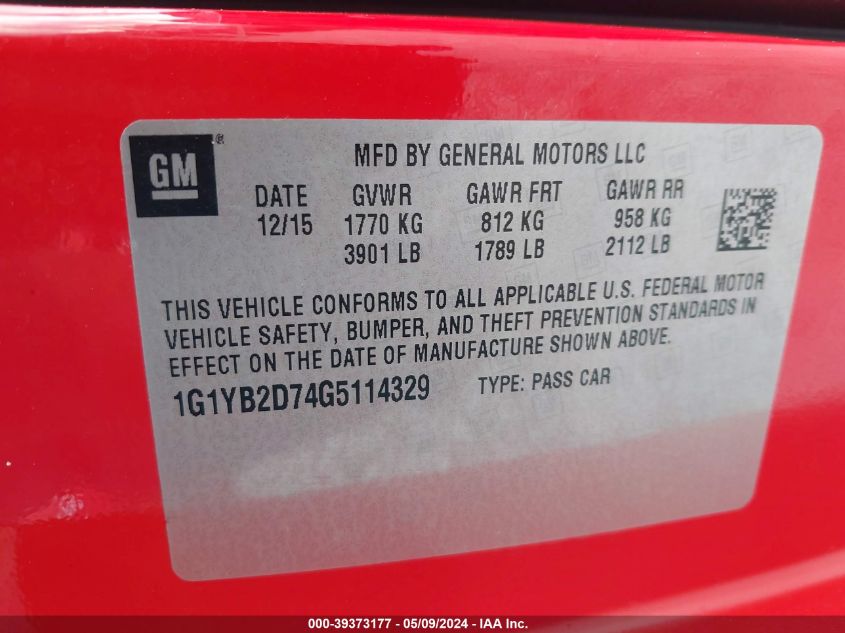 GM®
MFD BY GENERAL MOTORS LLC
DATE GVWR GAWR FRT GAWR RR
12/15 1770 KG 812 KG 958 KG
3901 LB 1789 LB 2112 LB
THIS VEHICLE CONFORMS TO ALL APPLICABLE U.S. FEDERAL MOTOR
VEHICLE SAFETY, BUMPER, AND THEFT PREVENTION STANDARDS IN
EFFECT ON THE DATE OF MANUFACTURE SHOWN ABOVE.
1G1YB2D74G5114329 TYPE: PASS CAR
000-39373177 - 05/09/2024 - IAA Inc.